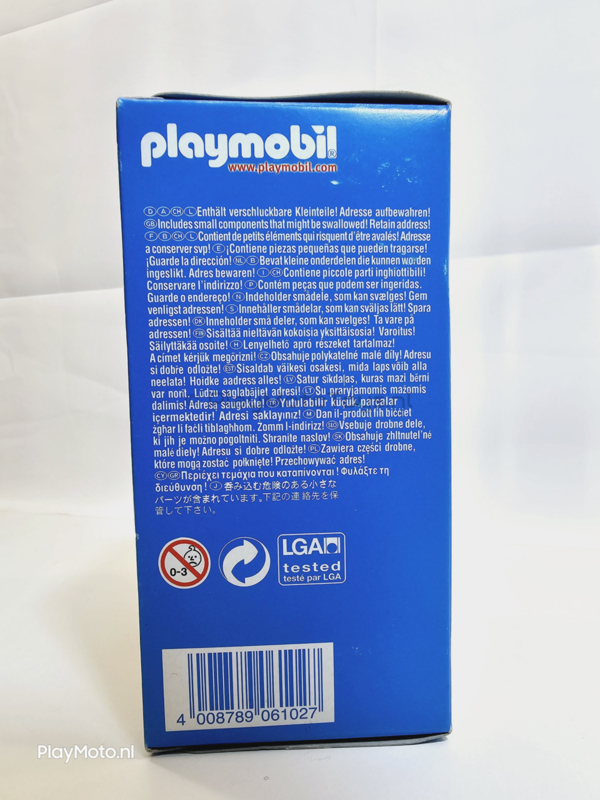 playmobil®
www.playmobil.com
D A CH L Enthält verschluckbare Kleinteile! Adresse aufbewahren!
GB Includes small components that might be swallowed! Retain address!
F B CH L Contient de petits éléments qui risquent d'être avalés! Adresse
a conserver svp! E ¡Contiene piezas pequeñas que pueden tragarse!
¡Guarde la dirección! NL B Bevat kleine onderdelen die kunnen worden
ingeslikt. Adres bewaren! I CH Contiene piccole parti inghiottibili!
Conservare l'indirizzo! P Contém peças que podem ser ingeridas.
Guarde o endereço! N Indeholder smådele, som kan svælges! Gem
venligst adressen! S Innehåller smådelar, som kan sväljas lätt! Spara
adressen! DK Inneholder små deler, som kan svelges! Ta vare på
adressen! FIN Sisältää nieltävän kokoisia yksittäisosia! Varoitus!
Säilyttäkää osoite! H Lenyelhető apró részeket tartalmaz!
A cimet kérjük megőrizni! CZ Obsahuje polykatelné malé díly! Adresu
si dobre odložte! EST Sisaldab väikesi osakesi, mida laps võib alla
neelata! Hoidke aadress alles! LV Satur sīkdaļas, kuras mazi bērni
var norīt. Lūdzu saglabājiet adresi! LT Su praryjamomis mažomis
dalimis! Adresą saugokite! TR Yutulabilir küçük parçalar
içermektedir! Adresi saklayınız! M Dan il-prodott fih biċċiet
żgħar li faċli tiblagħhom. Żomm l-indirizz! SLO Vsebuje drobne dele,
ki jih je možno pogoltniti. Shranite naslov! SK Obsahuje zhltnuteľné
malé diely! Adresu si dobre odložte! PL Zawiera części drobne,
które mogą zostać połknięte! Przechowywać adres!
CY GR Περιέχει τεμάχια που καταπίνονται! Φυλάξτε τη
διεύθυνση! J 呑み込む危険のある小さな
パーツが含まれています。下記の連絡先を保
管して下さい。
0-3
LGA
tested
testé par LGA
4 008789 061027
PlayMoto.nl